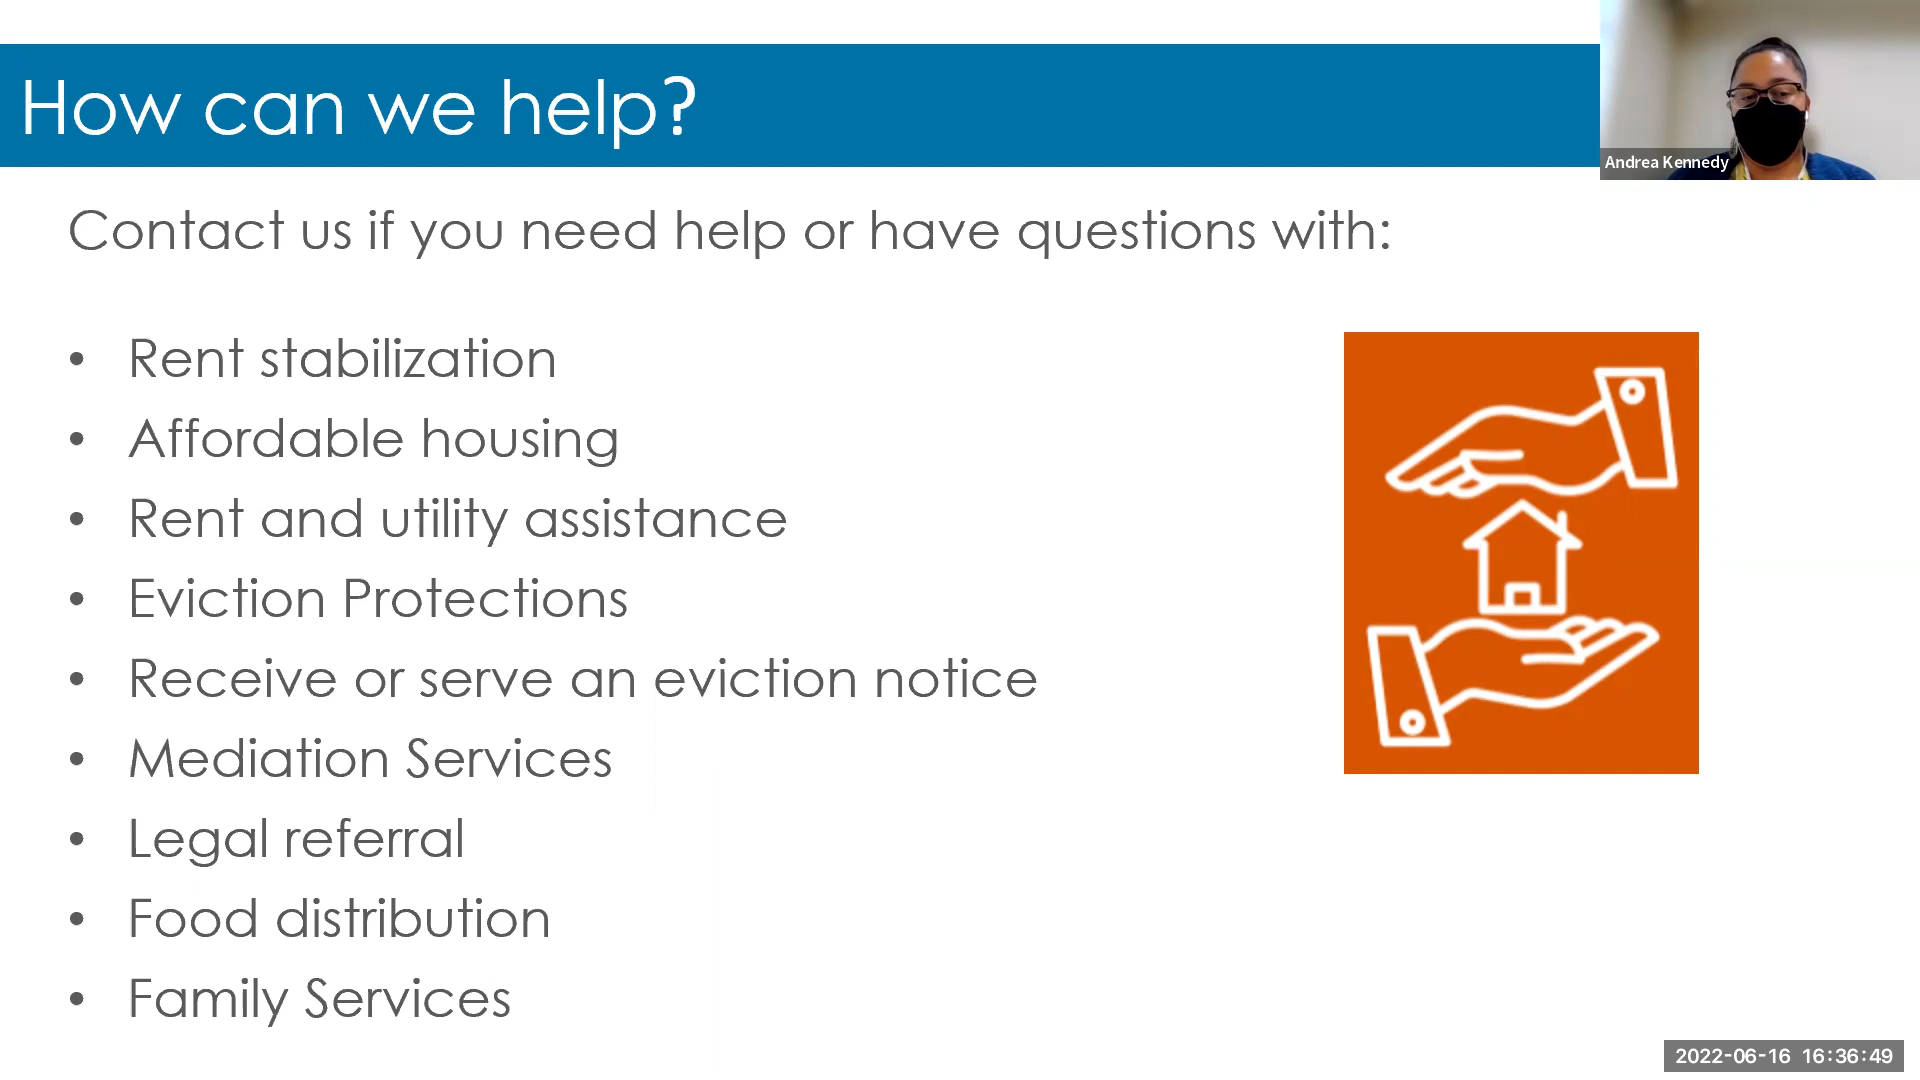 How can we help?
Andrea Kennedy
Contact us if you need help or have questions with:
• Rent stabilization
• Affordable housing
• Rent and utility assistance
• Eviction Protections
• Receive or serve an eviction notice
• Mediation Services
• Legal referral
• Food distribution
• Family Services
2022-06-16 16:36:49